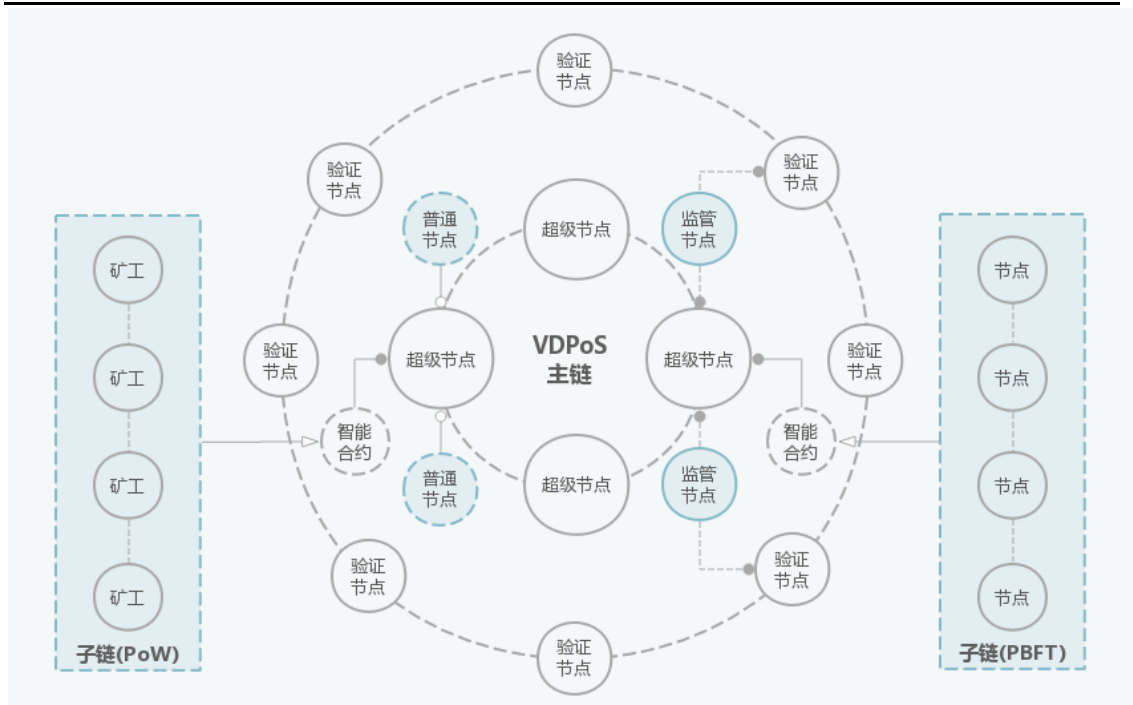 验证
节点
验证
节点
验证
节点
普通
节点
超级节点
监管
节点
矿工
节点
矿工
验证
节点
超级节点
VDPoS
主链
超级节点
验证
节点
节点
智能
合约
智能
合约
矿工
普通
节点
超级节点
监管
节点
节点
验证
节点
验证
节点
矿工
节点
子链(PoW)
验证
节点
子链(PBFT)